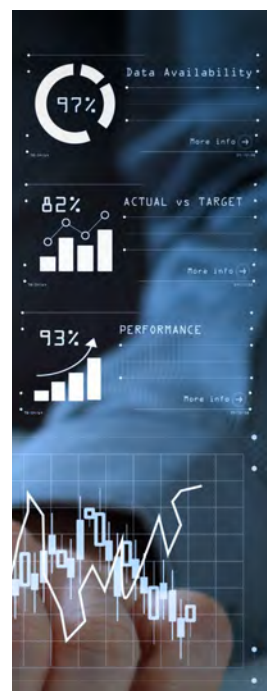 Data Availability
97%
More info
82%
ACTUAL vs TARGET
More info
93%
PERFORMANCE
More info